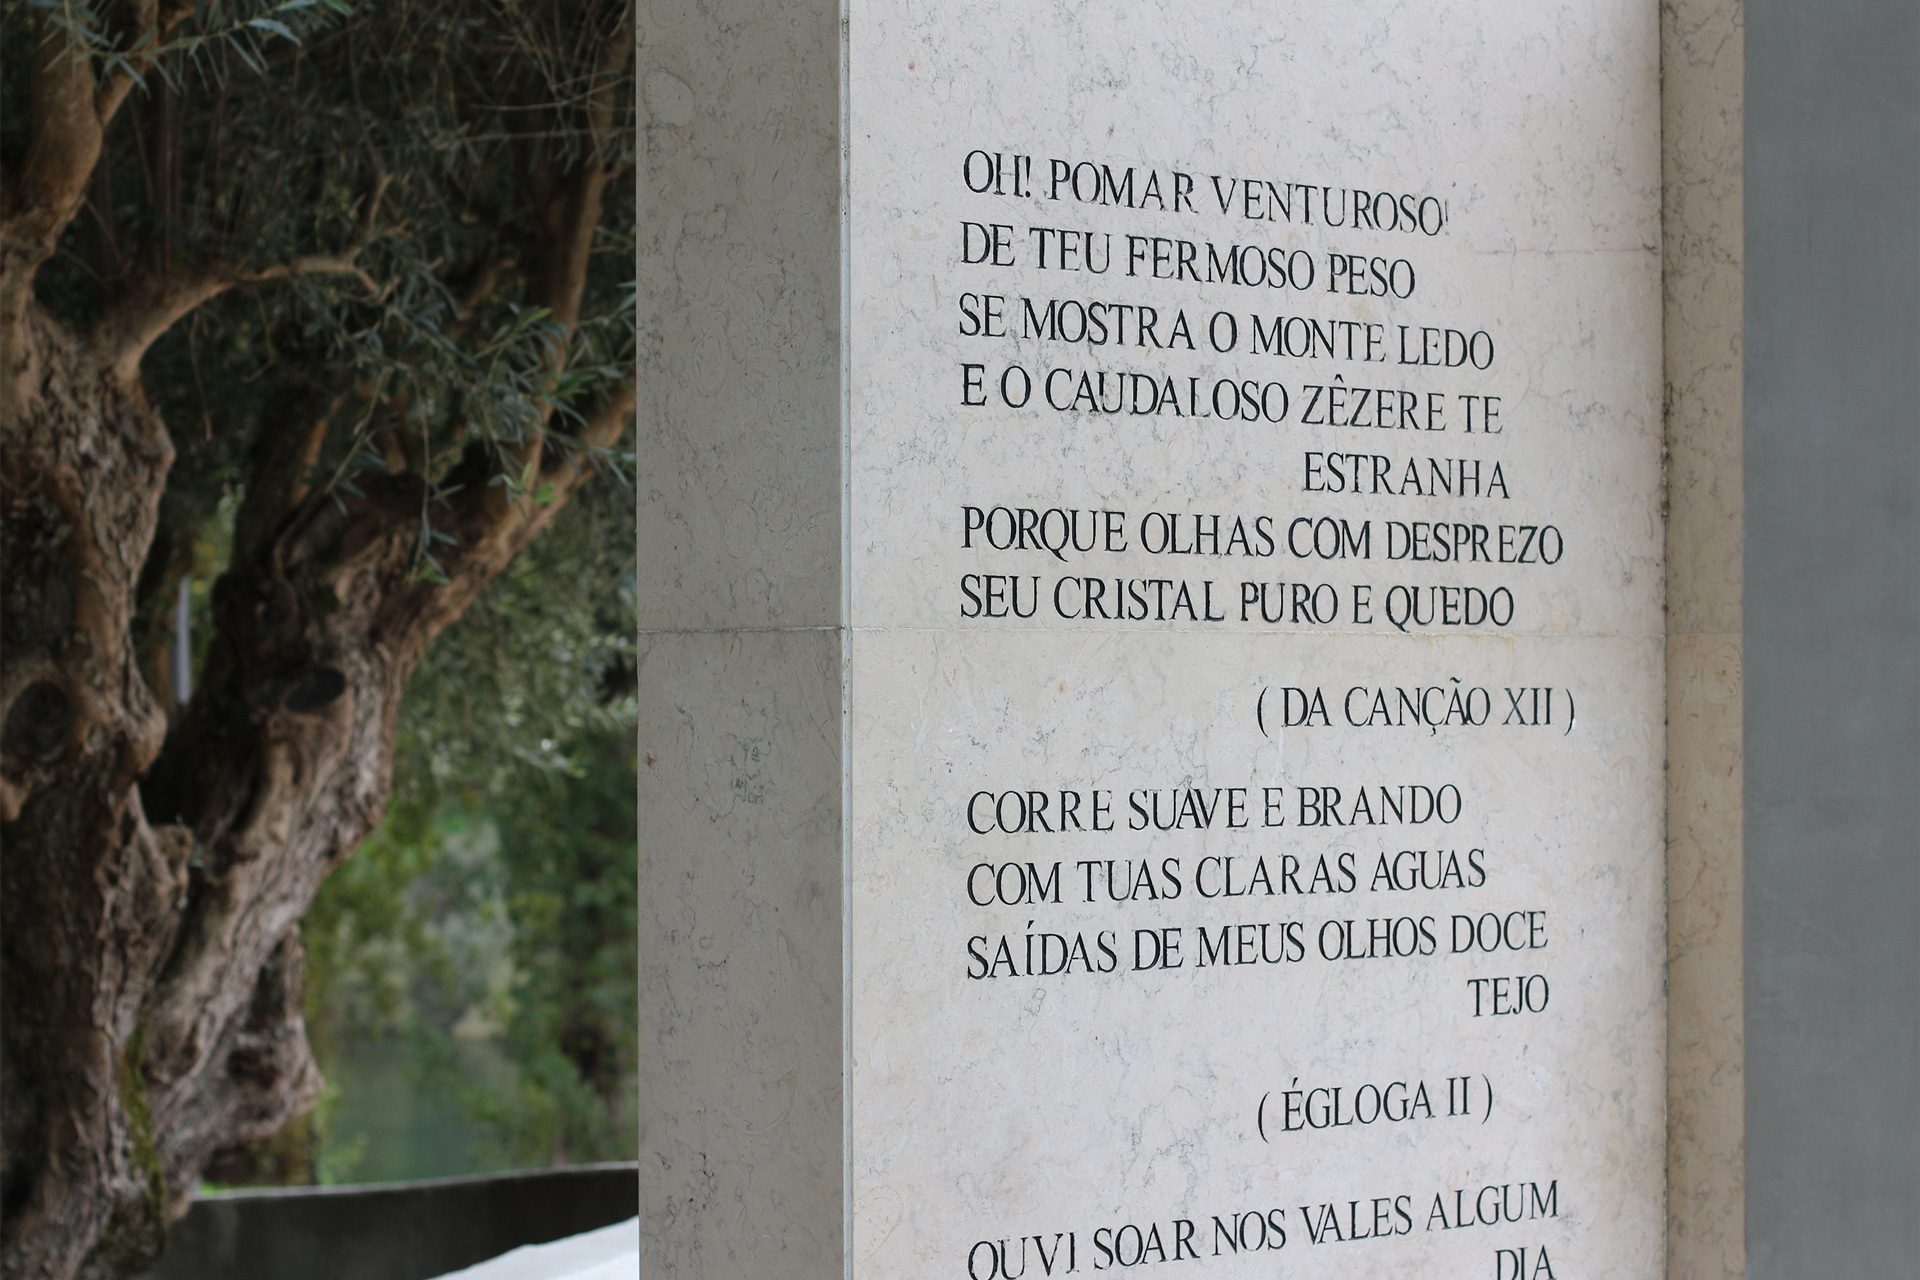 OH! POMAR VENTUROSO!
DE TEU FERMOSO PESO
SE MOSTRA O MONTE LEDO
E O CAUDALOSO ZÊZERE TE
ESTRANHA
PORQUE OLHAS COM DESPREZO
SEU CRISTAL PURO E QUEDO
( DA CANÇÃO XII )
CORRE SUAVE E BRANDO
COM TUAS CLARAS AGUAS
SAÍDAS DE MEUS OLHOS DOCE
TEJO
( ÉGLOGA II )
OUVI SOAR NOS VALES ALGUM
DIA